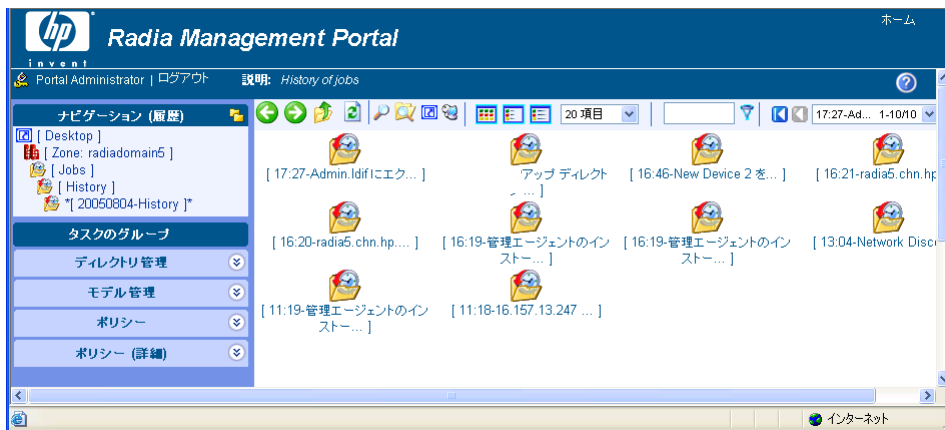 ホーム
hp
invent
Radia Management Portal
Portal Administrator | ログアウト
説明: History of jobs
ナビゲーション (履歴)
[ Desktop ]
[ Zone: radiadomain5 ]
[ Jobs ]
[ History ]
*[ 20050804-History ]*
タスクのグループ
ディレクトリ管理
モデル管理
ポリシー
ポリシー (詳細)
20 項目
17:27-Ad... 1-10/10
[ 17:27-Admin.ldifにエク... ]
アップ ディレクト
... ]
[ 16:46-New Device 2 を... ]
[ 16:21-radia5.chn.hp
[ 16:20-radia5.chn.hp.... ]
[ 16:19-管理エージェントのイン
ストー... ]
[ 16:19-管理エージェントのイン
ストー... ]
[ 13:04-Network Disc
[ 11:19-管理エージェントのイン
ストー... ]
[ 11:18-16.157.13.247 ... ]
インターネット